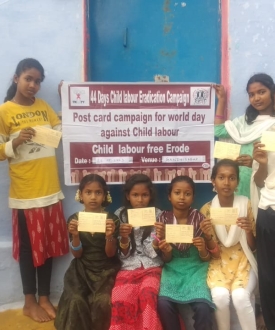 44 Days Child labour Eradication Campaign
Post card campaign for world day
against Child labour
Child labour free Erode
Date : Venue :